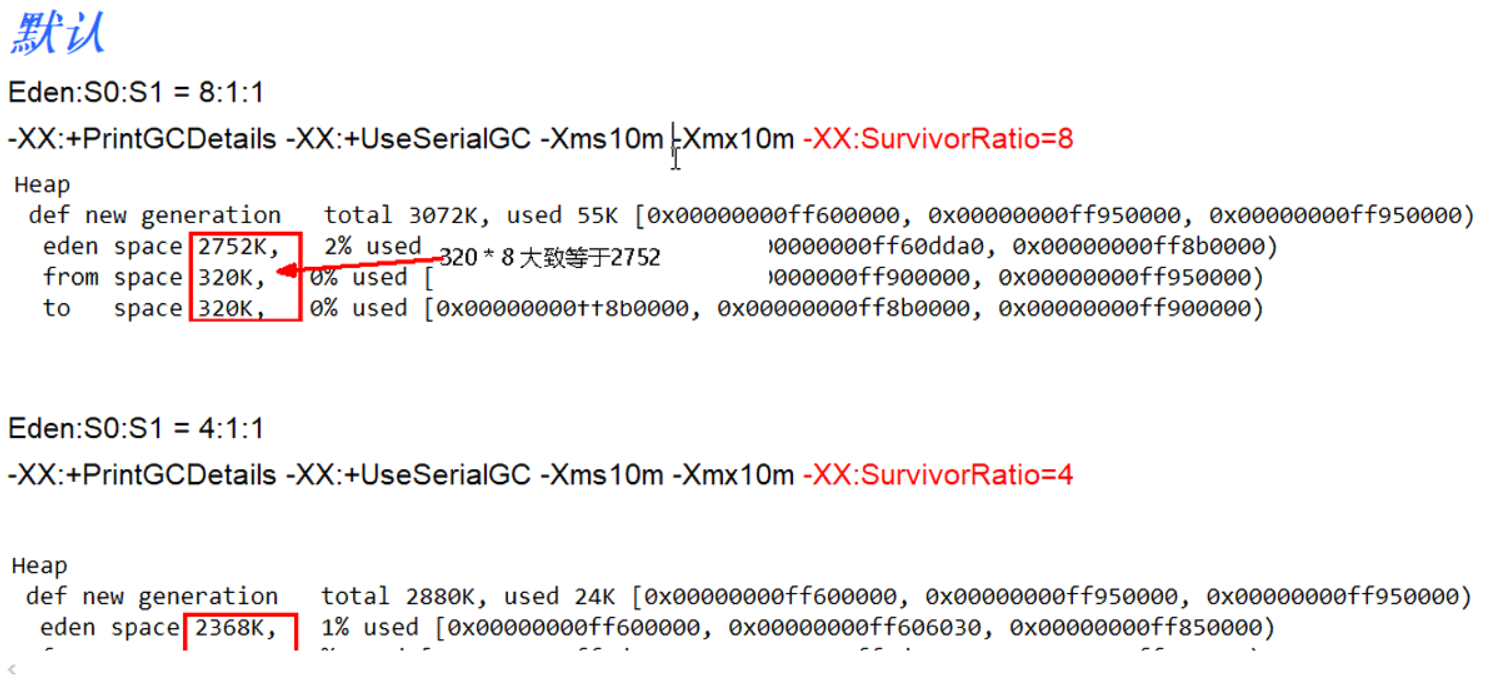 默认
Eden:S0:S1 = 8:1:1
-XX:+PrintGCDetails -XX:+UseSerialGC -Xms10m -Xmx10m -XX:SurvivorRatio=8
Heap
def new generation total 3072K, used 55K [0x00000000ff600000, 0x00000000ff950000, 0x00000000ff950000)
eden space 2752K, 2% used 0000000ff60dda0, 0x00000000ff8b0000)
320 * 8 大致等于2752
from space 320K, 0% used [ 0000000ff900000, 0x00000000ff950000)
to space 320K, 0% used [0x00000000ff8b0000, 0x00000000ff8b0000, 0x00000000ff900000)
Eden:S0:S1 = 4:1:1
-XX:+PrintGCDetails -XX:+UseSerialGC -Xms10m -Xmx10m -XX:SurvivorRatio=4
Heap
def new generation total 2880K, used 24K [0x00000000ff600000, 0x00000000ff950000, 0x00000000ff950000)
eden space 2368K, 1% used [0x00000000ff600000, 0x00000000ff606030, 0x00000000ff850000)